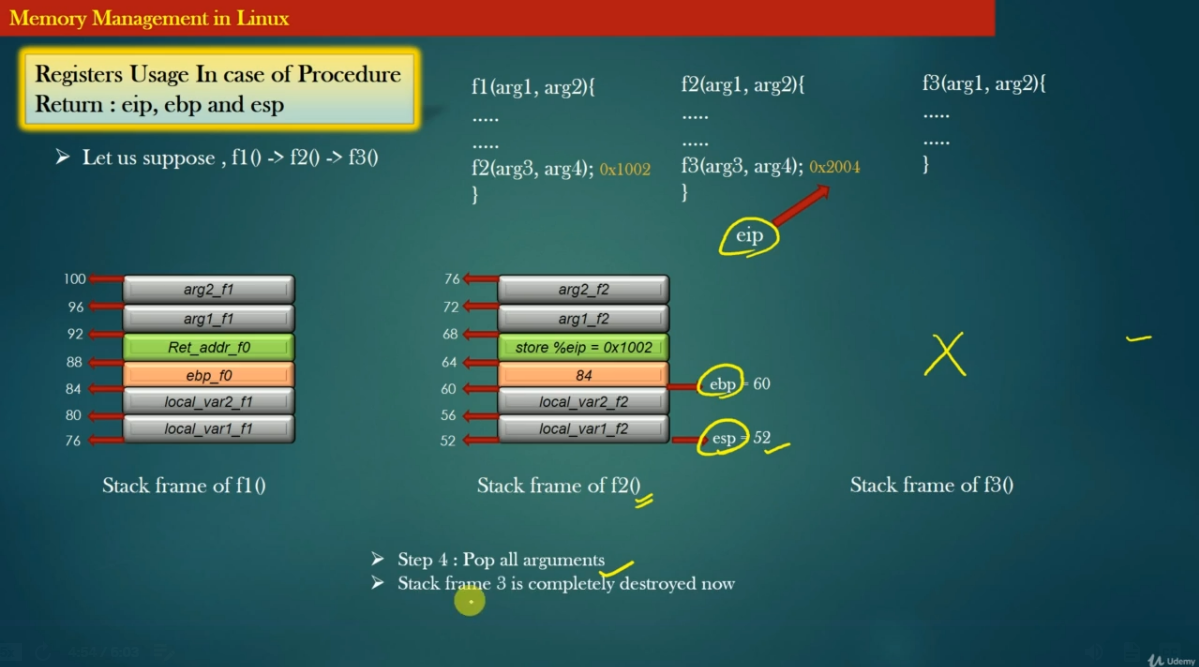 Memory Management in Linux
Registers Usage In case of Procedure
Return : eip, ebp and esp
➤ Let us suppose , f1() -> f2() -> f3()
f1(arg1, arg2){
.....
.....
f2(arg3, arg4); 0x1002
}
f2(arg1, arg2){
.....
.....
f3(arg3, arg4); 0x2004
}
eip
f3(arg1, arg2){
.....
.....
}
100
arg2_f1
96
arg1_f1
92
Ret_addr_f0
88
ebp_f0
84
local_var2_f1
80
local_var1_f1
76
Stack frame of f1()
76
arg2_f2
72
arg1_f2
68
store %eip = 0x1002
64
84
60
ebp = 60
local_var2_f2
56
local_var1_f2
52
esp = 52
Stack frame of f2()
X
Stack frame of f3()
➤ Step 4 : Pop all arguments
➤ Stack frame 3 is completely destroyed now
Udemy